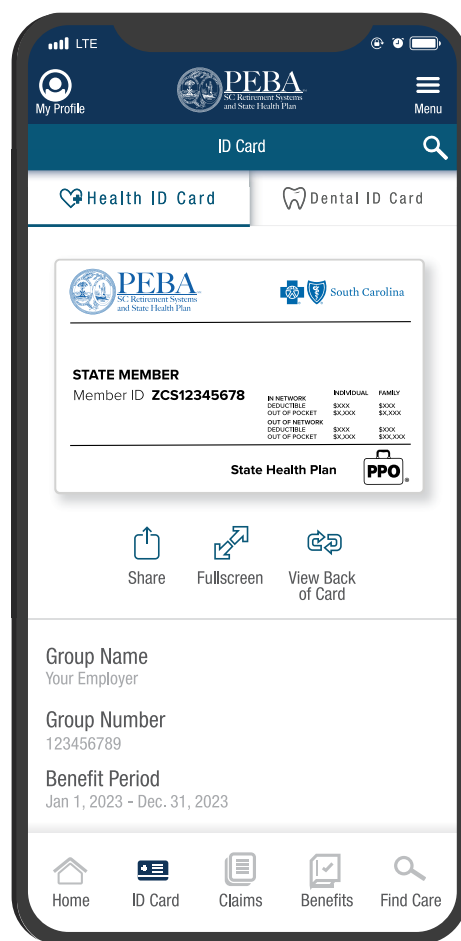 LTE
My Profile
PEBA
SC Retirement Systems
and State Health Plan
Menu
ID Card
Health ID Card
Dental ID Card
PEBA
SC Retirement Systems
and State Health Plan
South Carolina
STATE MEMBER
Member ID ZCS12345678
INDIVIDUAL FAMILY
IN NETWORK
DEDUCTIBLE $XXX $XXX
OUT OF POCKET $X,XXX $X,XXX
OUT OF NETWORK
DEDUCTIBLE $XXX $XXX
OUT OF POCKET $X,XXX $XX,XXX
State Health Plan
PPO
Share
Fullscreen
View Back
of Card
Group Name
Your Employer
Group Number
123456789
Benefit Period
Jan 1, 2023 - Dec. 31, 2023
Home
ID Card
Claims
Benefits
Find Care